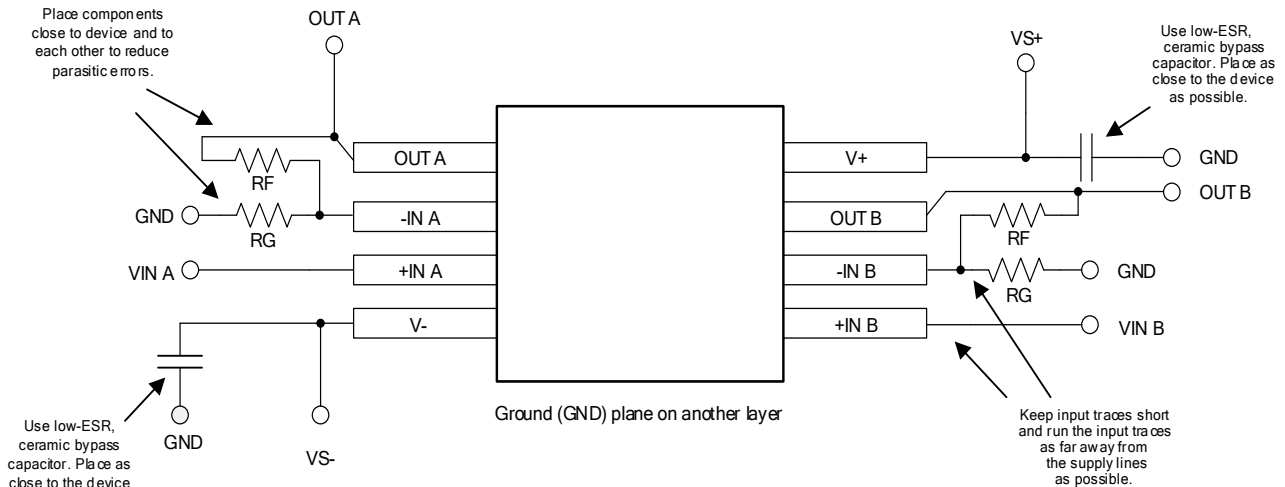 Place components
close to device and to
each other to reduce
parasitic errors.
OUT A
VS+
Use low-ESR,
ceramic bypass
capacitor. Place as
close to the device
as possible.
OUT A
V+
GND
RF
OUT B
OUT B
GND
-IN A
RF
RG
VIN A
+IN A
-IN B
GND
RG
V-
+IN B
VIN B
Ground (GND) plane on another layer
Use low-ESR,
ceramic bypass
capacitor. Place as
close to the device
GND
VS-
Keep input traces short
and run the input traces
as far away from
the supply lines
as possible.